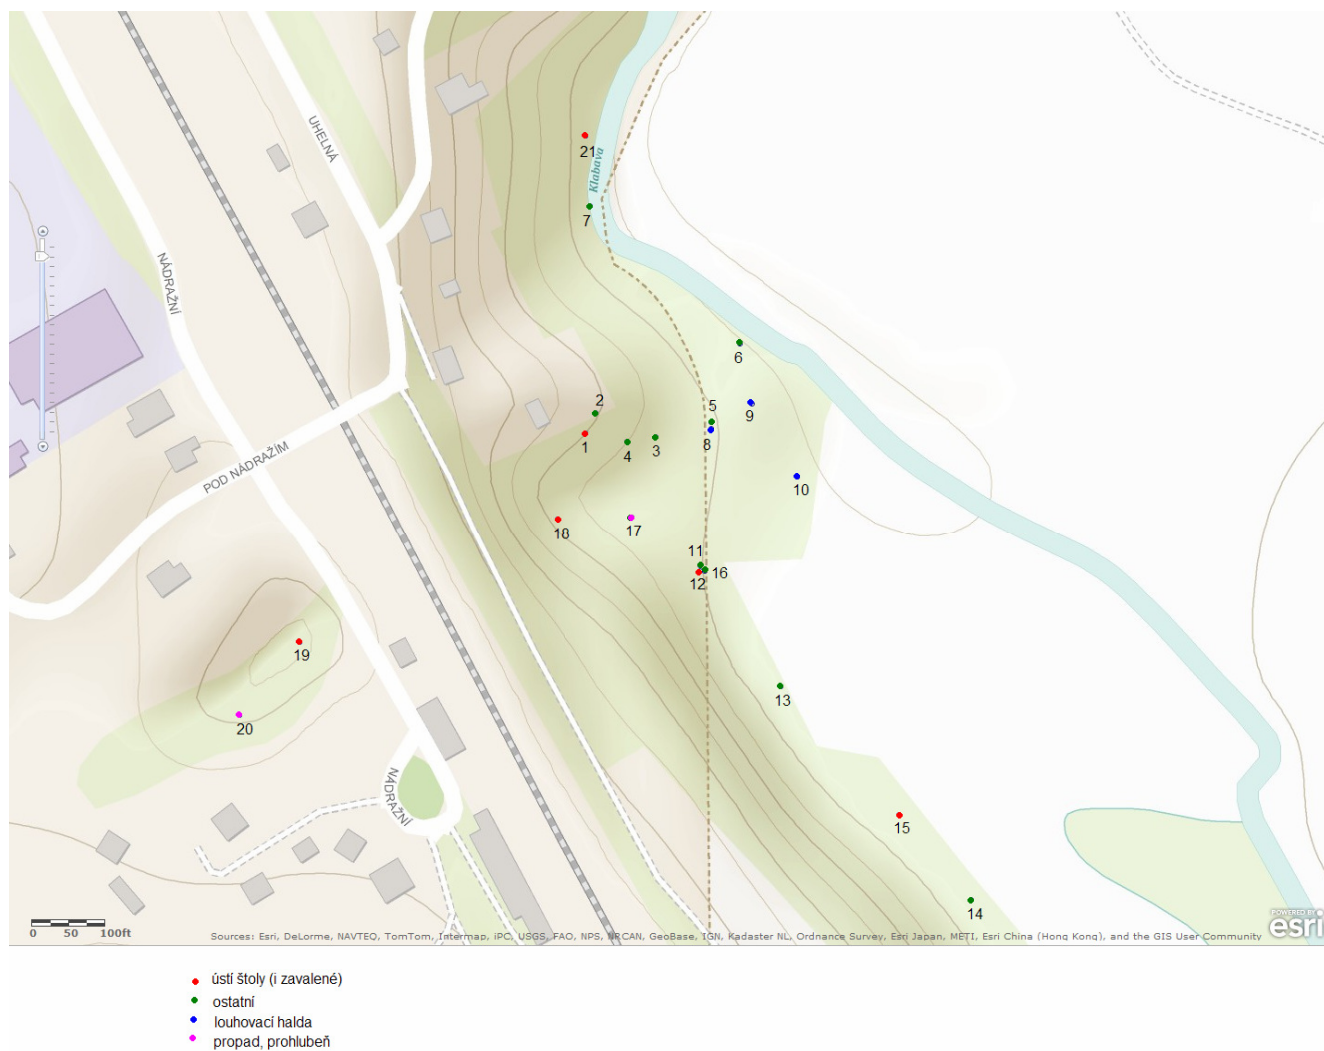 UHELNÁ
21
Klabava
7
NÁDRAŽNÍ
6
2
5
9
1
4
3
8
POD NÁDRAŽÍM
10
18
17
11
12
16
19
13
20
NÁDRAŽNÍ
15
14
0 50 100ft
Sources: Esri, DeLorme, NAVTEQ, TomTom, Intermap, iPC, USGS, FAO, NPS, NRCAN, GeoBase, IGN, Kadaster NL, Ordnance Survey, Esri Japan, METI, Esri China (Hong Kong), and the GIS User Community
POWERED BY
esri
ústí štoly (i zavalené)
ostatní
louhovací halda
propad, prohlubeň